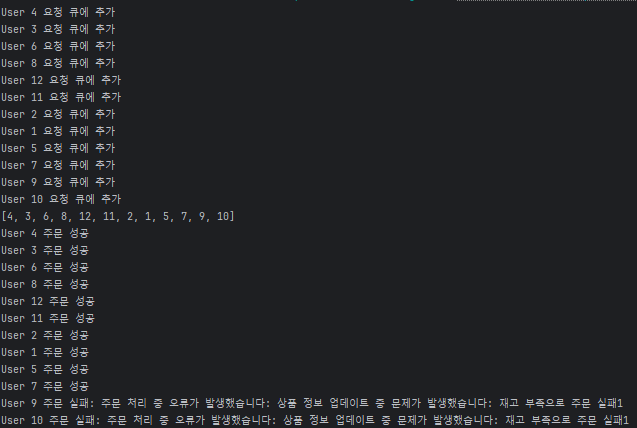 User 4 요청 큐에 추가
User 3 요청 큐에 추가
User 6 요청 큐에 추가
User 8 요청 큐에 추가
User 12 요청 큐에 추가
User 11 요청 큐에 추가
User 2 요청 큐에 추가
User 1 요청 큐에 추가
User 5 요청 큐에 추가
User 7 요청 큐에 추가
User 9 요청 큐에 추가
User 10 요청 큐에 추가
[4, 3, 6, 8, 12, 11, 2, 1, 5, 7, 9, 10]
User 4 주문 성공
User 3 주문 성공
User 6 주문 성공
User 8 주문 성공
User 12 주문 성공
User 11 주문 성공
User 2 주문 성공
User 1 주문 성공
User 5 주문 성공
User 7 주문 성공
User 9 주문 실패: 주문 처리 중 오류가 발생했습니다: 상품 정보 업데이트 중 문제가 발생했습니다: 재고 부족으로 주문 실패1
User 10 주문 실패: 주문 처리 중 오류가 발생했습니다: 상품 정보 업데이트 중 문제가 발생했습니다: 재고 부족으로 주문 실패1